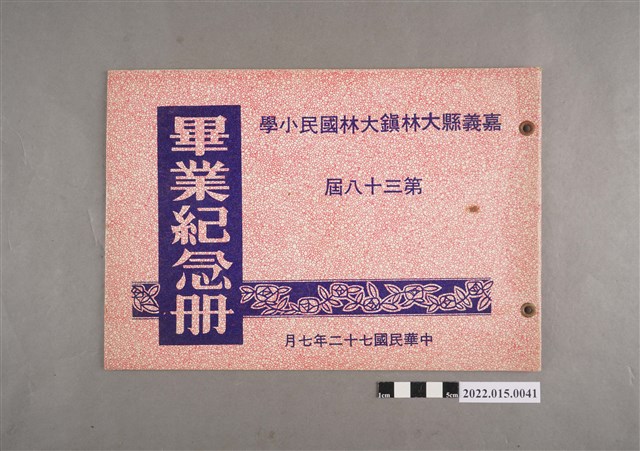 嘉義縣大林鎮大林國民小學
第三十八屆
畢業紀念冊
中華民國七十二年七月
1cm 5cm
2022.015.0041